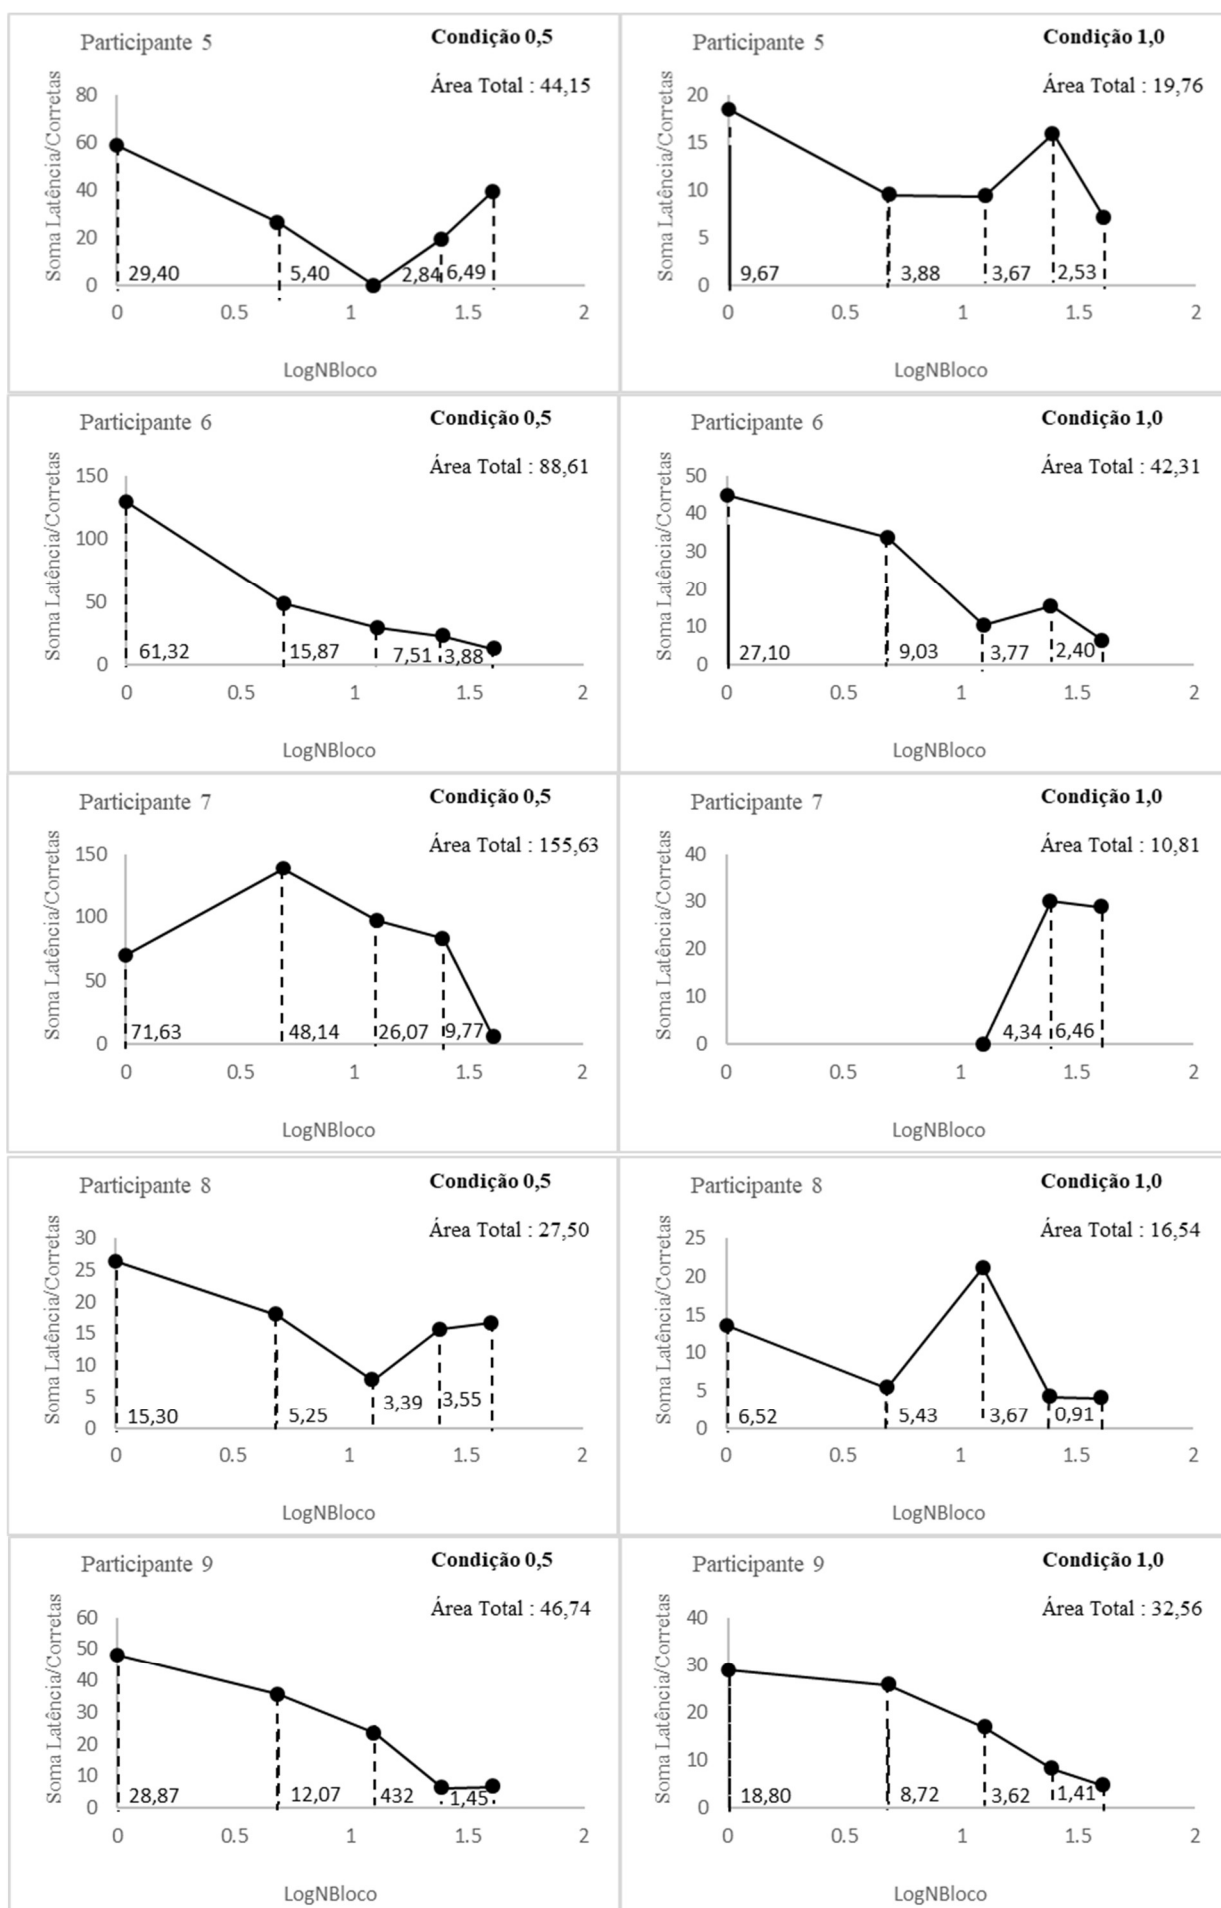 Participante 5
Condição 0,5
Área Total : 44,15
Soma Latência/Corretas
80
60
40
20
0
29,40 5,40 2,84 6,49
0 0.5 1 1.5 2
LogNBloco
Participante 5
Condição 1,0
Área Total : 19,76
Soma Latência/Corretas
20
15
10
5
0
9,67 3,88 3,67 2,53
0 0.5 1 1.5 2
LogNBloco
Participante 6
Condição 0,5
Área Total : 88,61
Soma Latência/Corretas
150
100
50
0
61,32 15,87 7,51 3,88
0 0.5 1 1.5 2
LogNBloco
Participante 6
Condição 1,0
Área Total : 42,31
Soma Latência/Corretas
50
40
30
20
10
0
27,10 9,03 3,77 2,40
0 0.5 1 1.5 2
LogNBloco
Participante 7
Condição 0,5
Área Total : 155,63
Soma Latência/Corretas
150
100
50
0
71,63 48,14 26,07 9,77
0 0.5 1 1.5 2
LogNBloco
Participante 7
Condição 1,0
Área Total : 10,81
Soma Latência/Corretas
40
30
20
10
0
4,34 6,46
0 0.5 1 1.5 2
LogNBloco
Participante 8
Condição 0,5
Área Total : 27,50
Soma Latência/Corretas
30
25
20
15
10
5
0
15,30 5,25 3,39 3,55
0 0.5 1 1.5 2
LogNBloco
Participante 8
Condição 1,0
Área Total : 16,54
Soma Latência/Corretas
25
20
15
10
5
0
6,52 5,43 3,67 0,91
0 0.5 1 1.5 2
LogNBloco
Participante 9
Condição 0,5
Área Total : 46,74
Soma Latência/Corretas
60
50
40
30
20
10
0
28,87 12,07 432 1,45
0 0.5 1 1.5 2
LogNBloco
Participante 9
Condição 1,0
Área Total : 32,56
Soma Latência/Corretas
40
30
20
10
0
18,80 8,72 3,62 1,41
0 0.5 1 1.5 2
LogNBloco